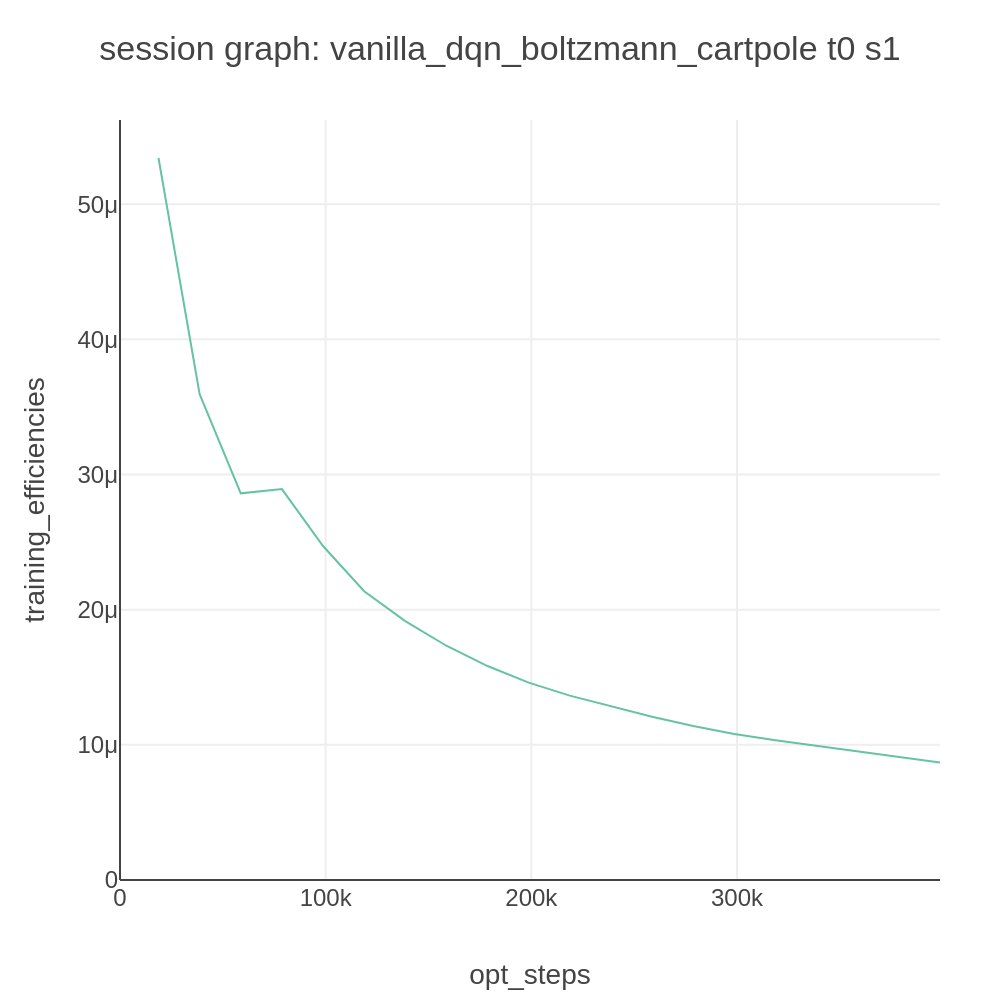 session graph: vanilla_dqn_boltzmann_cartpole t0 s1
50μ
40μ
30μ
20μ
10μ
0
training_efficiencies
0
100k
200k
300k
opt_steps